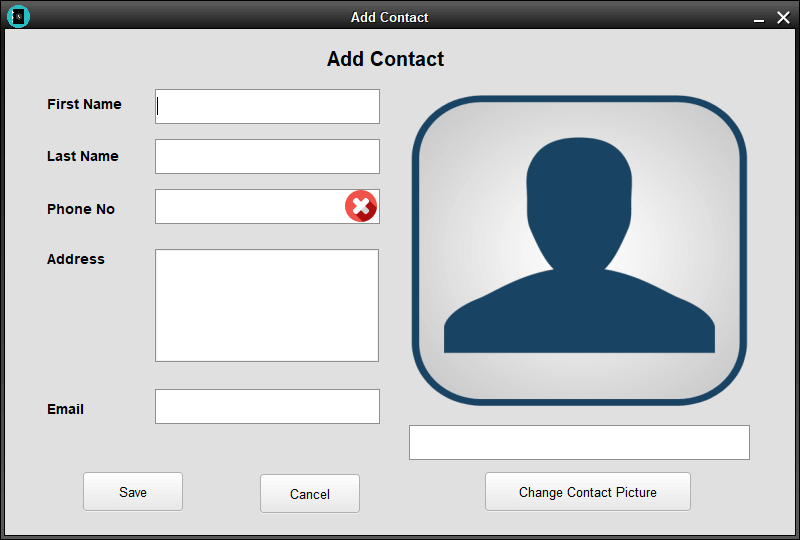 Add Contact
Add Contact
First Name
Last Name
Phone No
Address
Email
Save
Cancel
Change Contact Picture